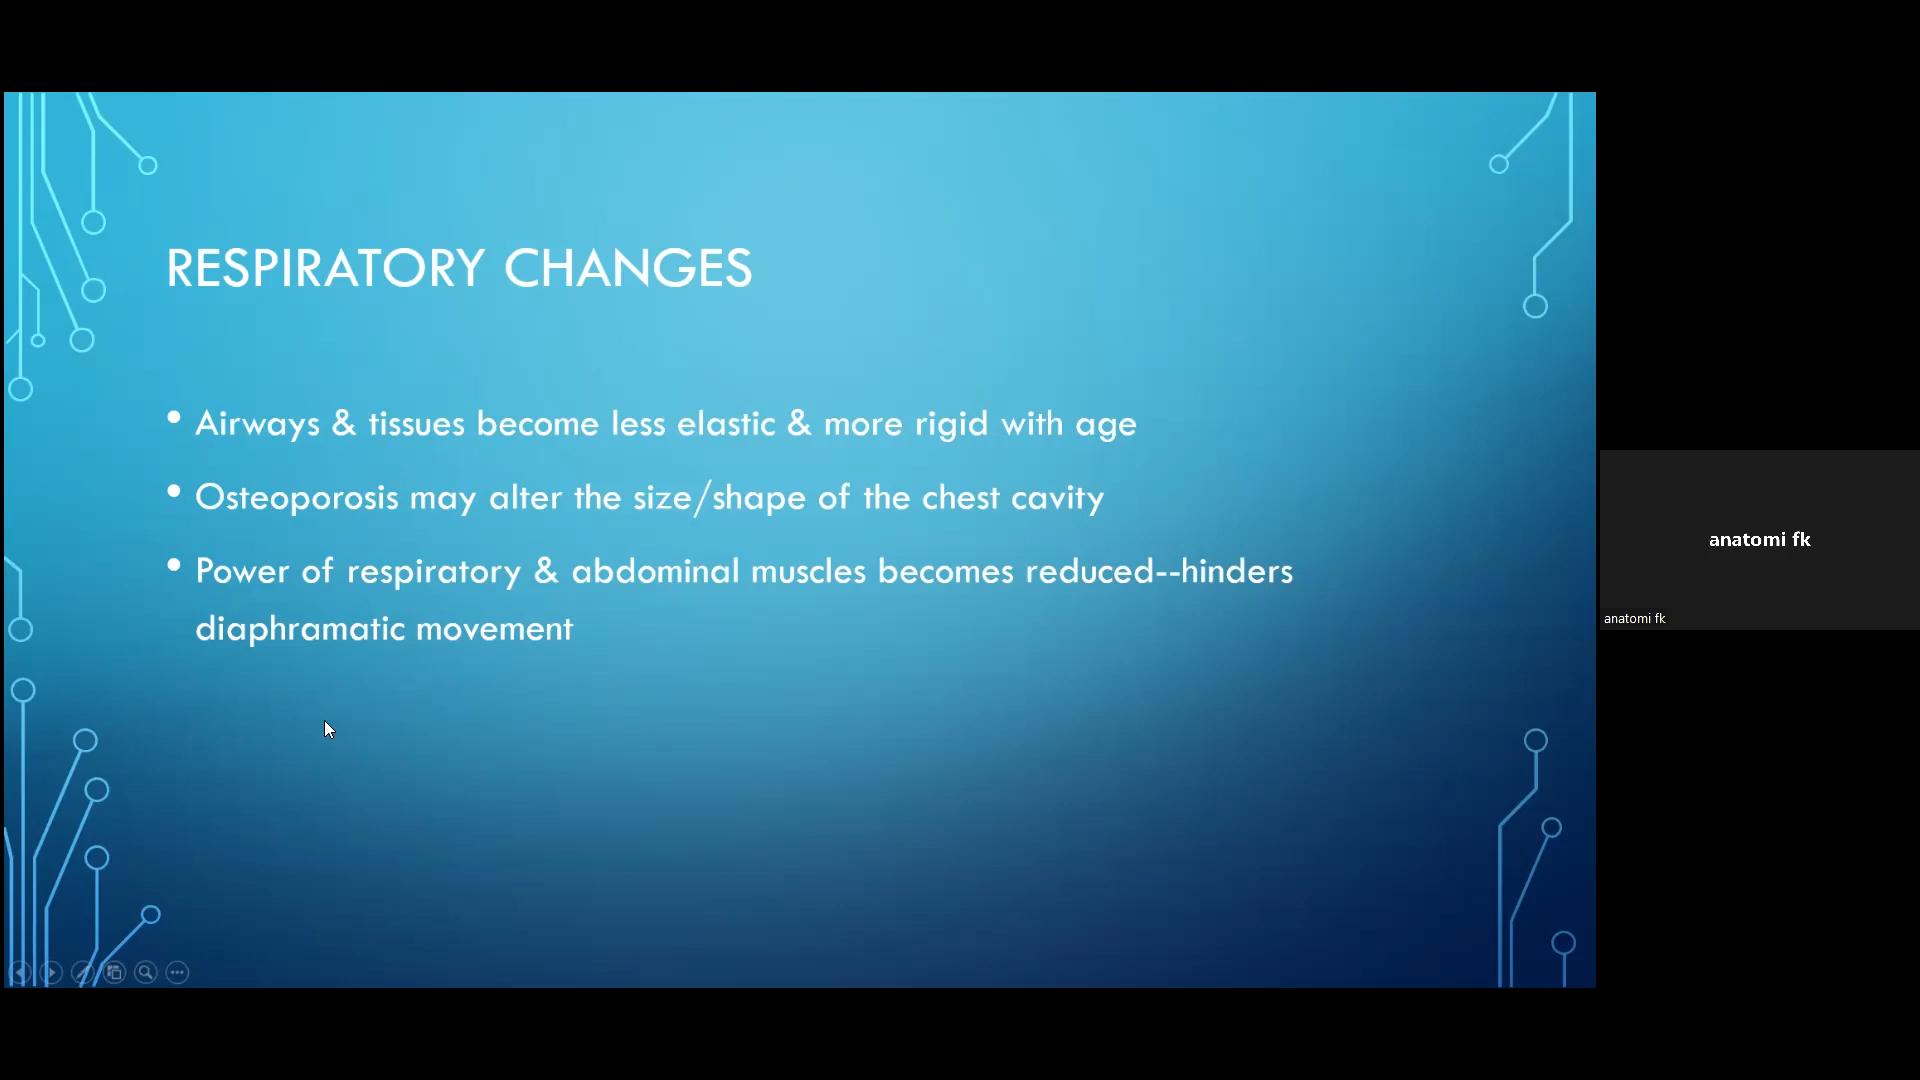 RESPIRATORY CHANGES
• Airways & tissues become less elastic & more rigid with age
• Osteoporosis may alter the size/shape of the chest cavity
• Power of respiratory & abdominal muscles becomes reduced--hinders
diaphramatic movement
anatomi fk
anatomi fk